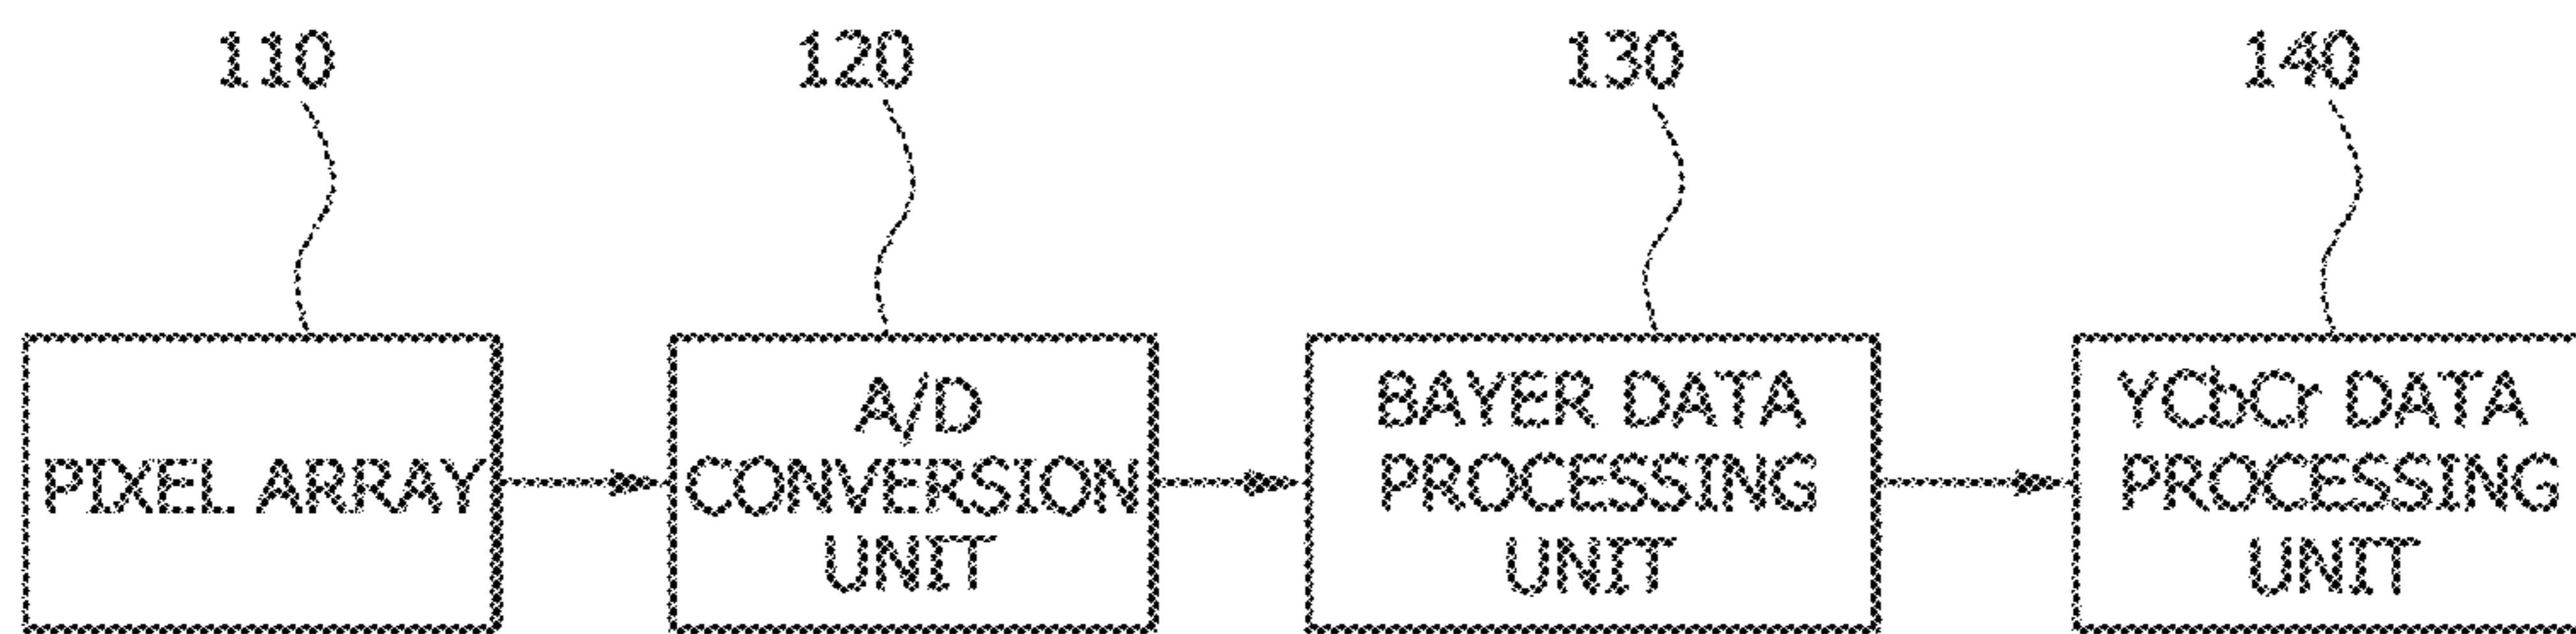 110
120
130
140
PIXEL ARRAY
A/D
CONVERSION
UNIT
BAYER DATA
PROCESSING
UNIT
YCbCr DATA
PROCESSING
UNIT